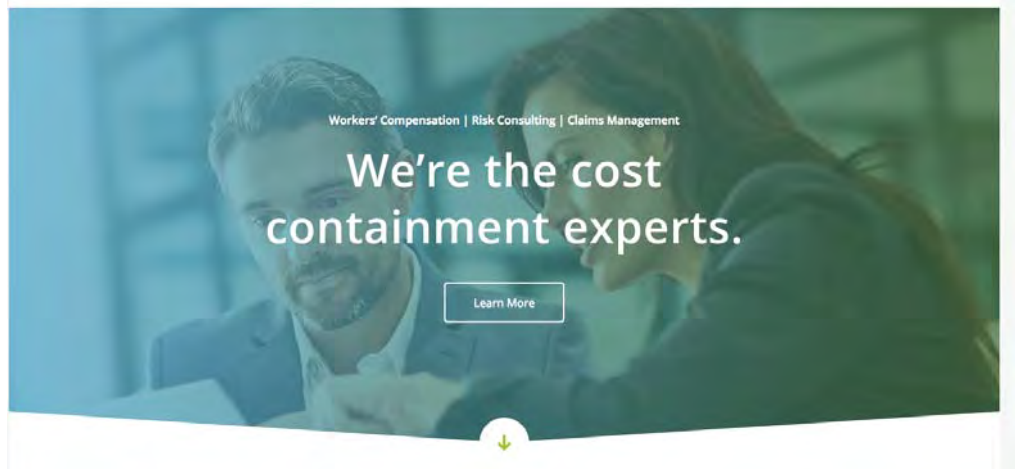 Workers’ Compensation | Risk Consulting | Claims Management
We’re the cost
containment experts.
Learn More